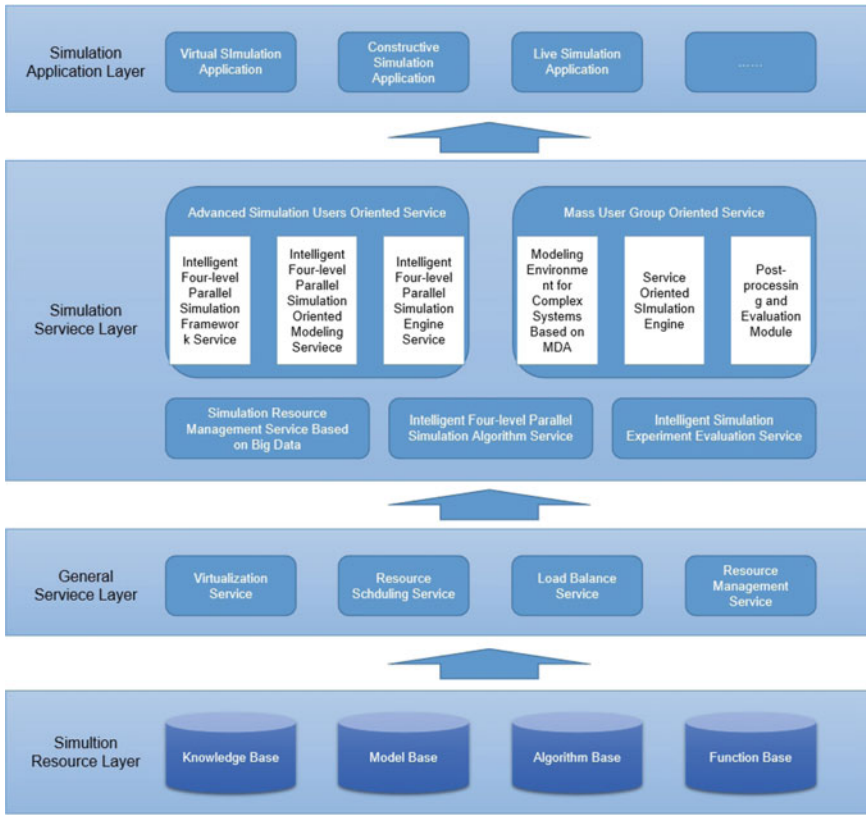 Simulation
Application Layer
Virtual SImulation
Application
Constructive
Simulation
Application
Live Simulation
Application
......
Simulation
Serviece Layer
Advanced Simulation Users Oriented Service
Intelligent
Four-level
Parallel
Simulation
Framewor
k Service
Intelligent
Four-level
Parallel
Simulation
Oriented
Modeling
Serviece
Intelligent
Four-level
Parallel
Simulation
Engine
Service
Mass User Group Oriented Service
Modeling
Environme
nt for
Complex
Systems
Based on
MDA
Service
Oriented
SImulation
Engine
Post-
processin
g and
Evaluation
Module
Simulation Resource
Management Service Based
on Big Data
Intelligent Four-level Parallel
Simulation Algorithm Service
Intelligent Simulation
Experiment Evaluation Service
General
Serviece Layer
Virtualization
Service
Resource
Schduling Service
Load Balance
Service
Resource
Management
Service
Simultion
Resource Layer
Knowledge Base
Model Base
Algorithm Base
Function Base